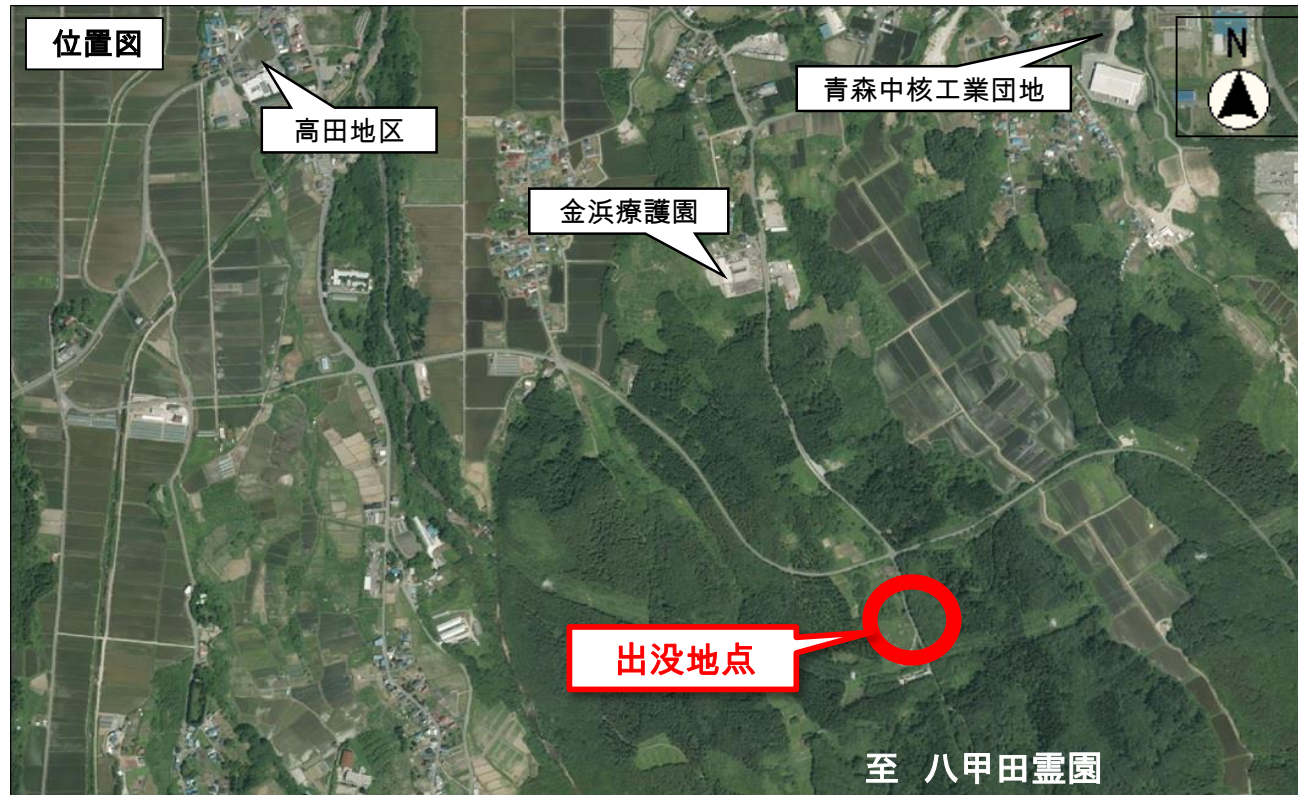 位置図
N
青森中核工業団地
高田地区
金浜療護園
出没地点
至 八甲田霊園